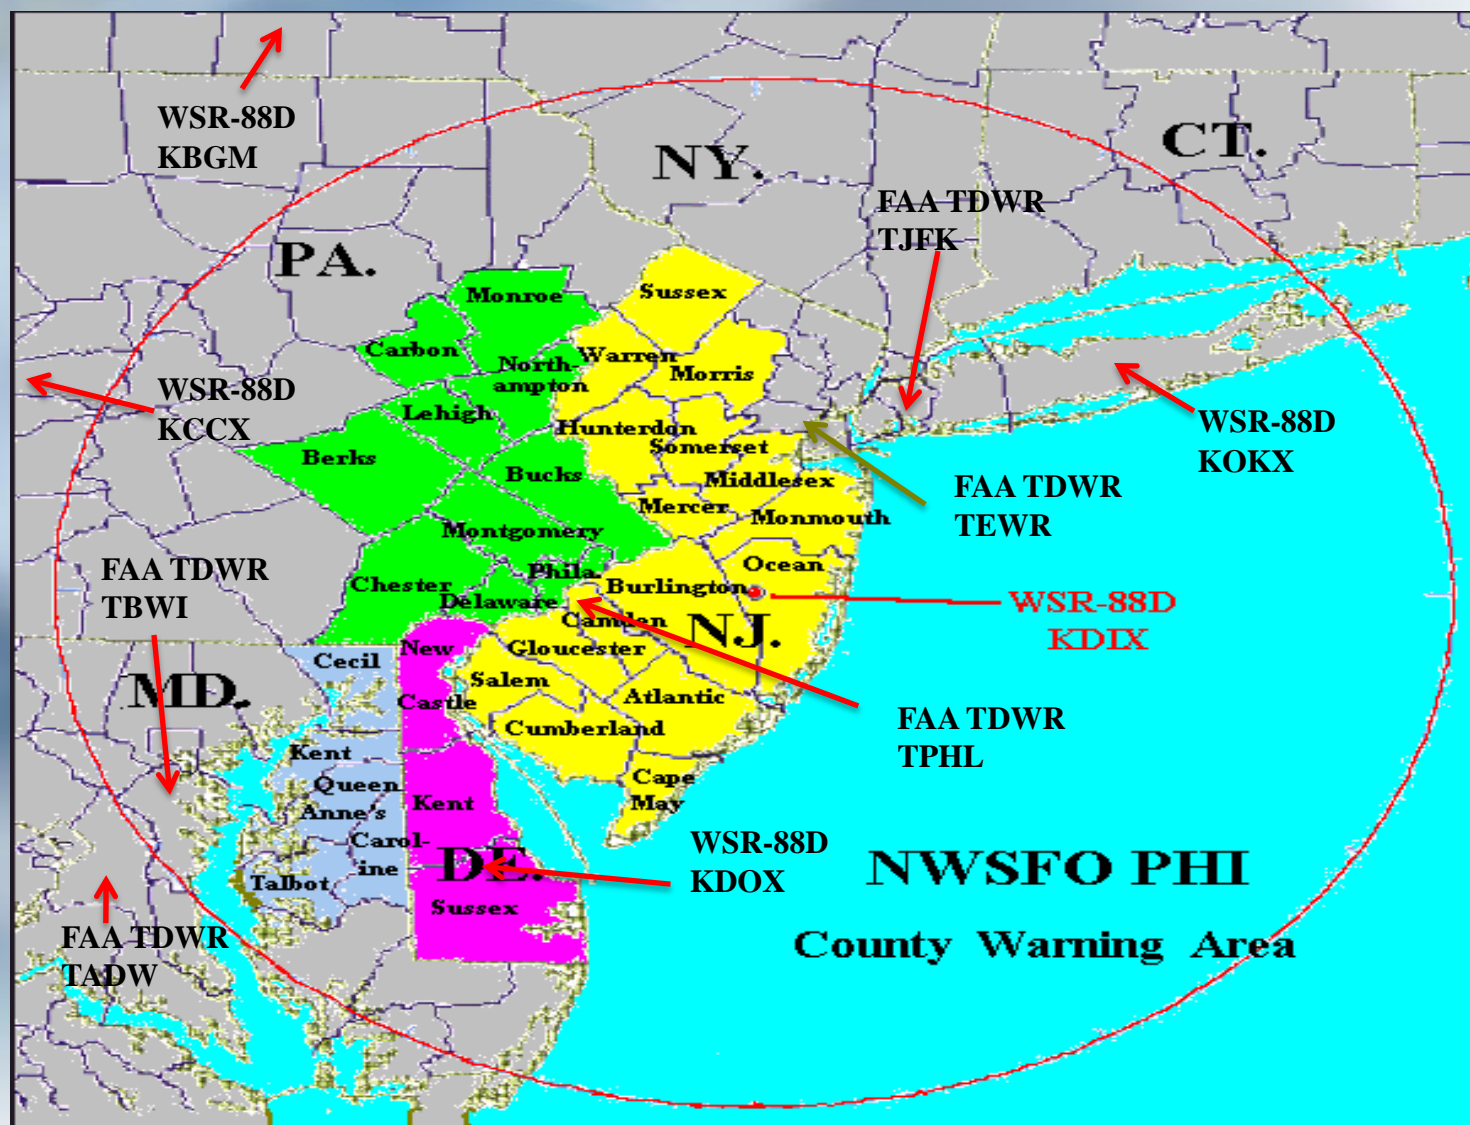 WSR-88D
KBGM
NY.
CT.
FAA TDWR
TJFK
PA.
Monroe
Sussex
Carbon
Warren
North-
ampton
Morris
WSR-88D
KCCX
Lehigh
Hunterdon
Somerset
WSR-88D
KOKX
Berks
Bucks
Middlesex
FAA TDWR
TEWR
Mercer
Monmouth
Montgomery
Ocean
FAA TDWR
TBWI
Phila.
Chester
Burlington
Delaware
WSR-88D
KDIX
Camden
NJ.
New
Castle
Gloucester
Cecil
Salem
MD.
Atlantic
FAA TDWR
TPHL
Cumberland
Kent
Cape
May
Queen
Anne's
Kent
Carol-
ine
WSR-88D
KDOX
DE.
NWSFO PHI
County Warning Area
Talbot
Sussex
FAA TDWR
TADW